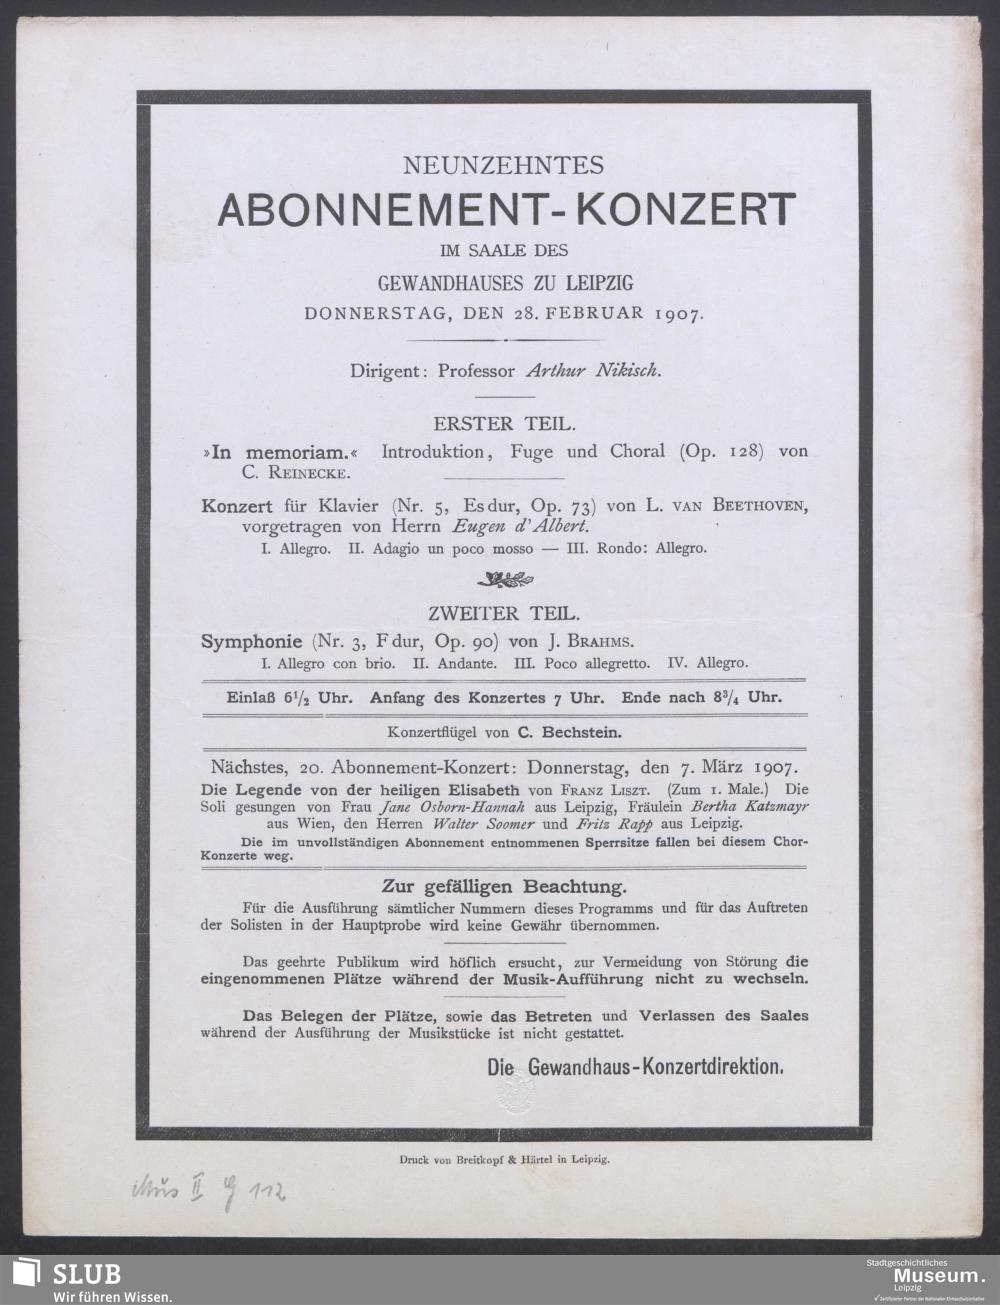 NEUNZEHNTES
ABONNEMENT-KONZERT
IM SAALE DES
GEWANDHAUSES ZU LEIPZIG
DONNERSTAG, DEN 28. FEBRUAR 1907.
Dirigent: Professor Arthur Nikisch.
ERSTER TEIL.
»In memoriam.« Introduktion, Fuge und Choral (Op. 128) von
C. REINECKE.
Konzert für Klavier (Nr. 5, Es dur, Op. 73) von L. VAN BEETHOVEN,
vorgetragen von Herrn Eugen d'Albert.
I. Allegro. II. Adagio un poco mosso — III. Rondo: Allegro.
ZWEITER TEIL.
Symphonie (Nr. 3, F dur, Op. 90) von J. BRAHMS.
I. Allegro con brio. II. Andante. III. Poco allegretto. IV. Allegro.
Einlaß 6½ Uhr. Anfang des Konzertes 7 Uhr. Ende nach 8¾ Uhr.
Konzertflügel von C. Bechstein.
Nächstes, 20. Abonnement-Konzert: Donnerstag, den 7. März 1907.
Die Legende von der heiligen Elisabeth von FRANZ LISZT. (Zum 1. Male.) Die
Soli gesungen von Frau Jane Osborn-Hannah aus Leipzig, Fräulein Bertha Katzmayr
aus Wien, den Herren Walter Soomer und Fritz Rapp aus Leipzig.
Die im unvollständigen Abonnement entnommenen Sperrsitze fallen bei diesem Chor-
Konzerte weg.
Zur gefälligen Beachtung.
Für die Ausführung sämtlicher Nummern dieses Programms und für das Auftreten
der Solisten in der Hauptprobe wird keine Gewähr übernommen.
Das geehrte Publikum wird höflich ersucht, zur Vermeidung von Störung die
eingenommenen Plätze während der Musik-Aufführung nicht zu wechseln.
Das Belegen der Plätze, sowie das Betreten und Verlassen des Saales
während der Ausführung der Musikstücke ist nicht gestattet.
Die Gewandhaus-Konzertdirektion.
Druck von Breitkopf & Härtel in Leipzig.
Mus II G 112
SLUB
Wir führen Wissen.
Stadtgeschichtliches
Museum.
Leipzig
✓ Zertifizierter Partner der Nationalen Klimaschutzinitiative